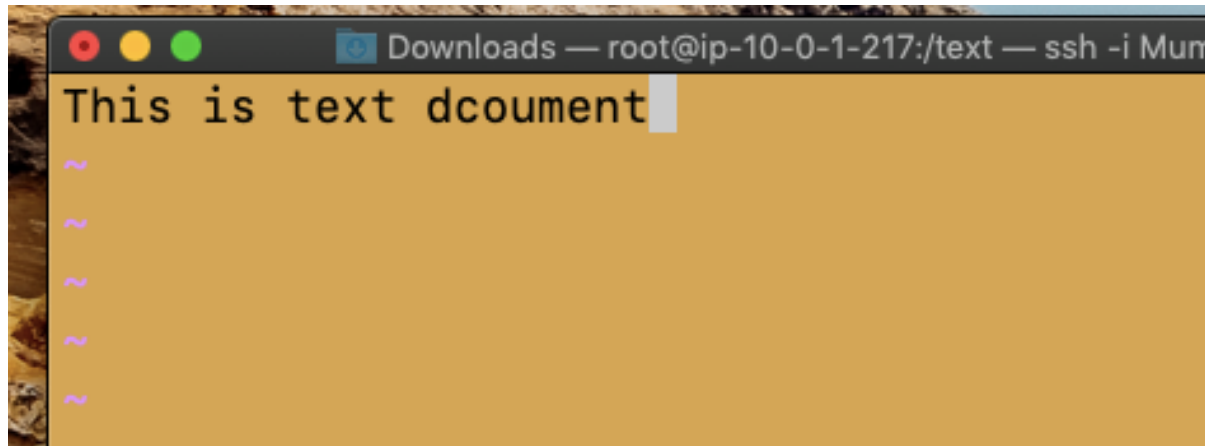 Downloads — root@ip-10-0-1-217:/text — ssh -i Mum
This is text dcoument
~
~
~
~
~